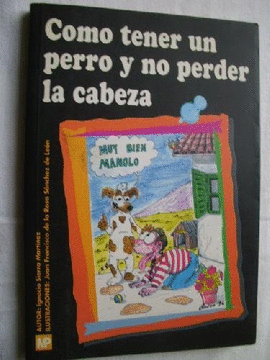 Como tener un
perro y no perder
la cabeza
MUY BIEN
MANOLO
AUTOR: Ignacio Sierra Martínez
ILUSTRACIONES: Juan Francisco de la Rosa Sánchez de León
MP